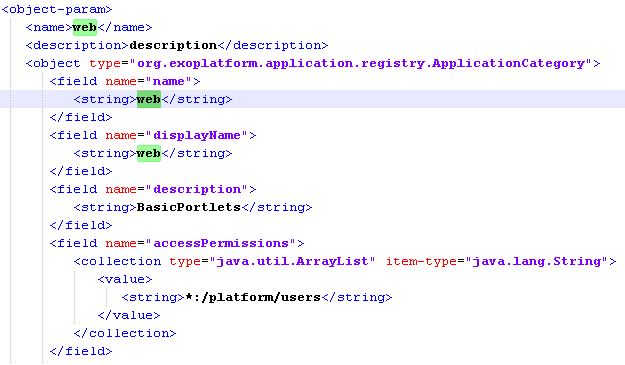 <object-param>
<name>web</name>
<description>description</description>
<object type="org.exoplatform.application.registry.ApplicationCategory">
<field name="name">
<string>web</string>
</field>
<field name="displayName">
<string>web</string>
</field>
<field name="description">
<string>BasicPortlets</string>
</field>
<field name="accessPermissions">
<collection type="java.util.ArrayList" item-type="java.lang.String">
<value>
<string>*:/platform/users</string>
</value>
</collection>
</field>